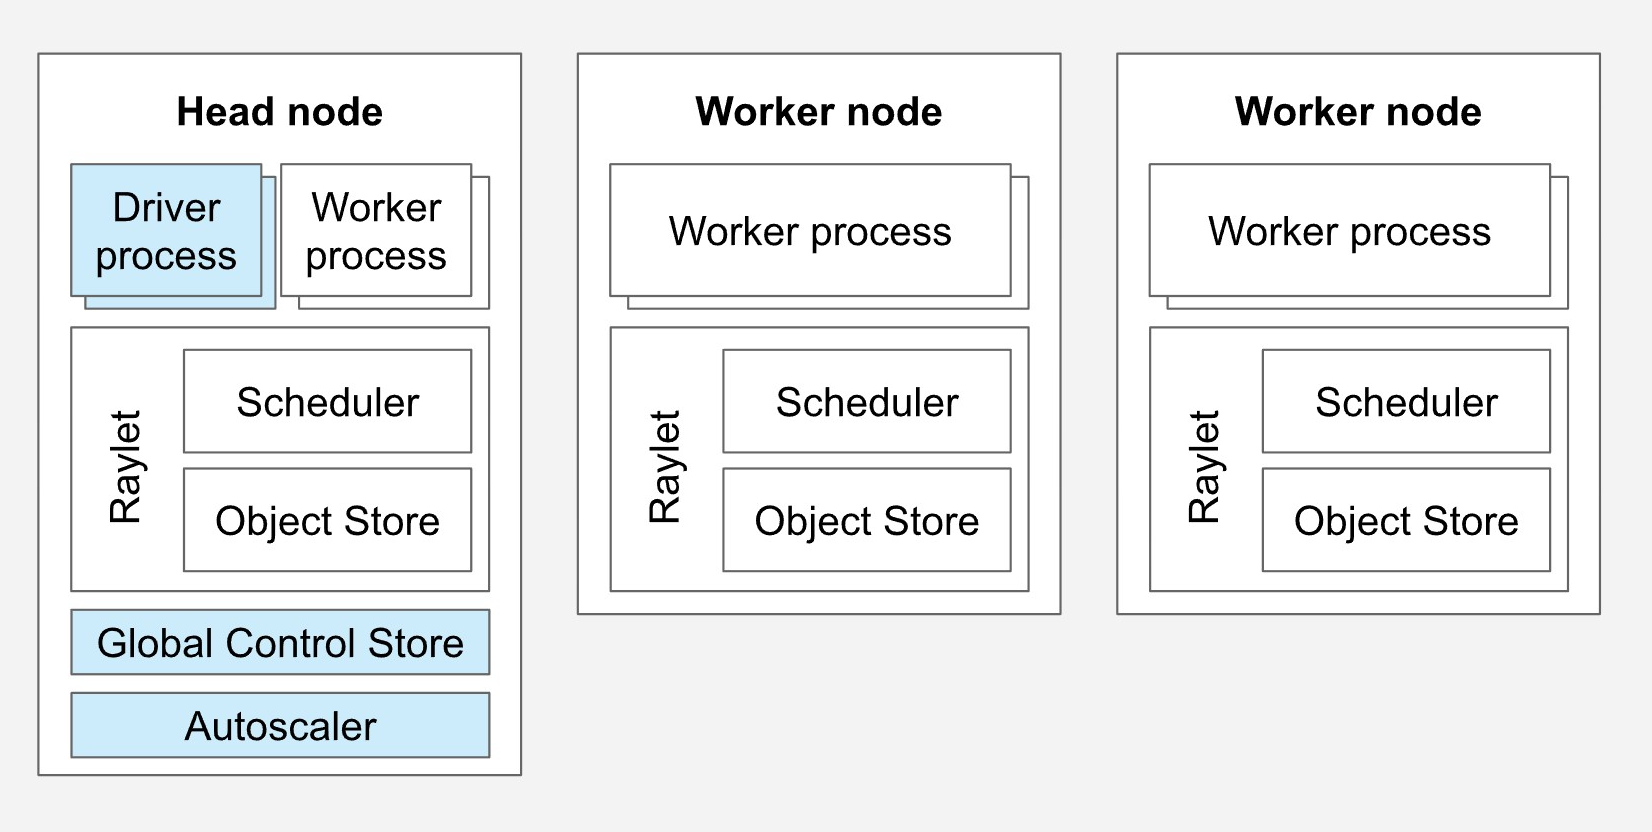 Head node
Driver
process
Worker
process
Raylet
Scheduler
Object Store
Global Control Store
Autoscaler
Worker node
Worker process
Raylet
Scheduler
Object Store
Worker node
Worker process
Raylet
Scheduler
Object Store